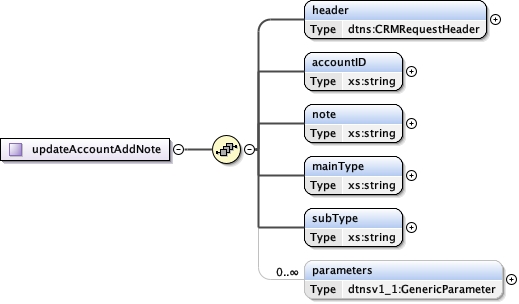 header
Type dtns:CRMRequestHeader
accountID
Type xs:string
note
Type xs:string
updateAccountAddNote
mainType
Type xs:string
subType
Type xs:string
0..∞
parameters
Type dtnsv1_1:GenericParameter